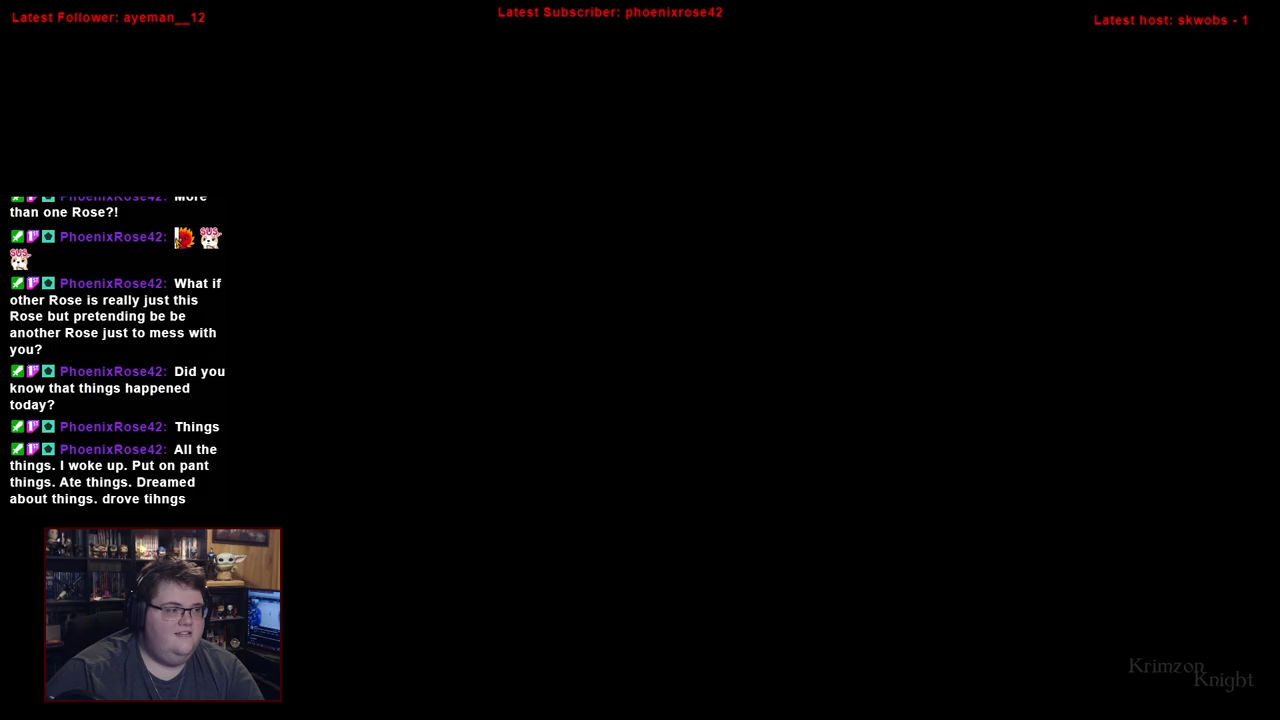 Latest Follower: ayeman__12
Latest Subscriber: phoenixrose42
Latest host: skwobs - 1
PhoenixRose42: More
than one Rose?!
PhoenixRose42:
PhoenixRose42: What if
other Rose is really just this
Rose but pretending be be
another Rose just to mess with
you?
PhoenixRose42: Did you
know that things happened
today?
PhoenixRose42: Things
PhoenixRose42: All the
things. I woke up. Put on pant
things. Ate things. Dreamed
about things. drove tihngs
Krimzon
Knight